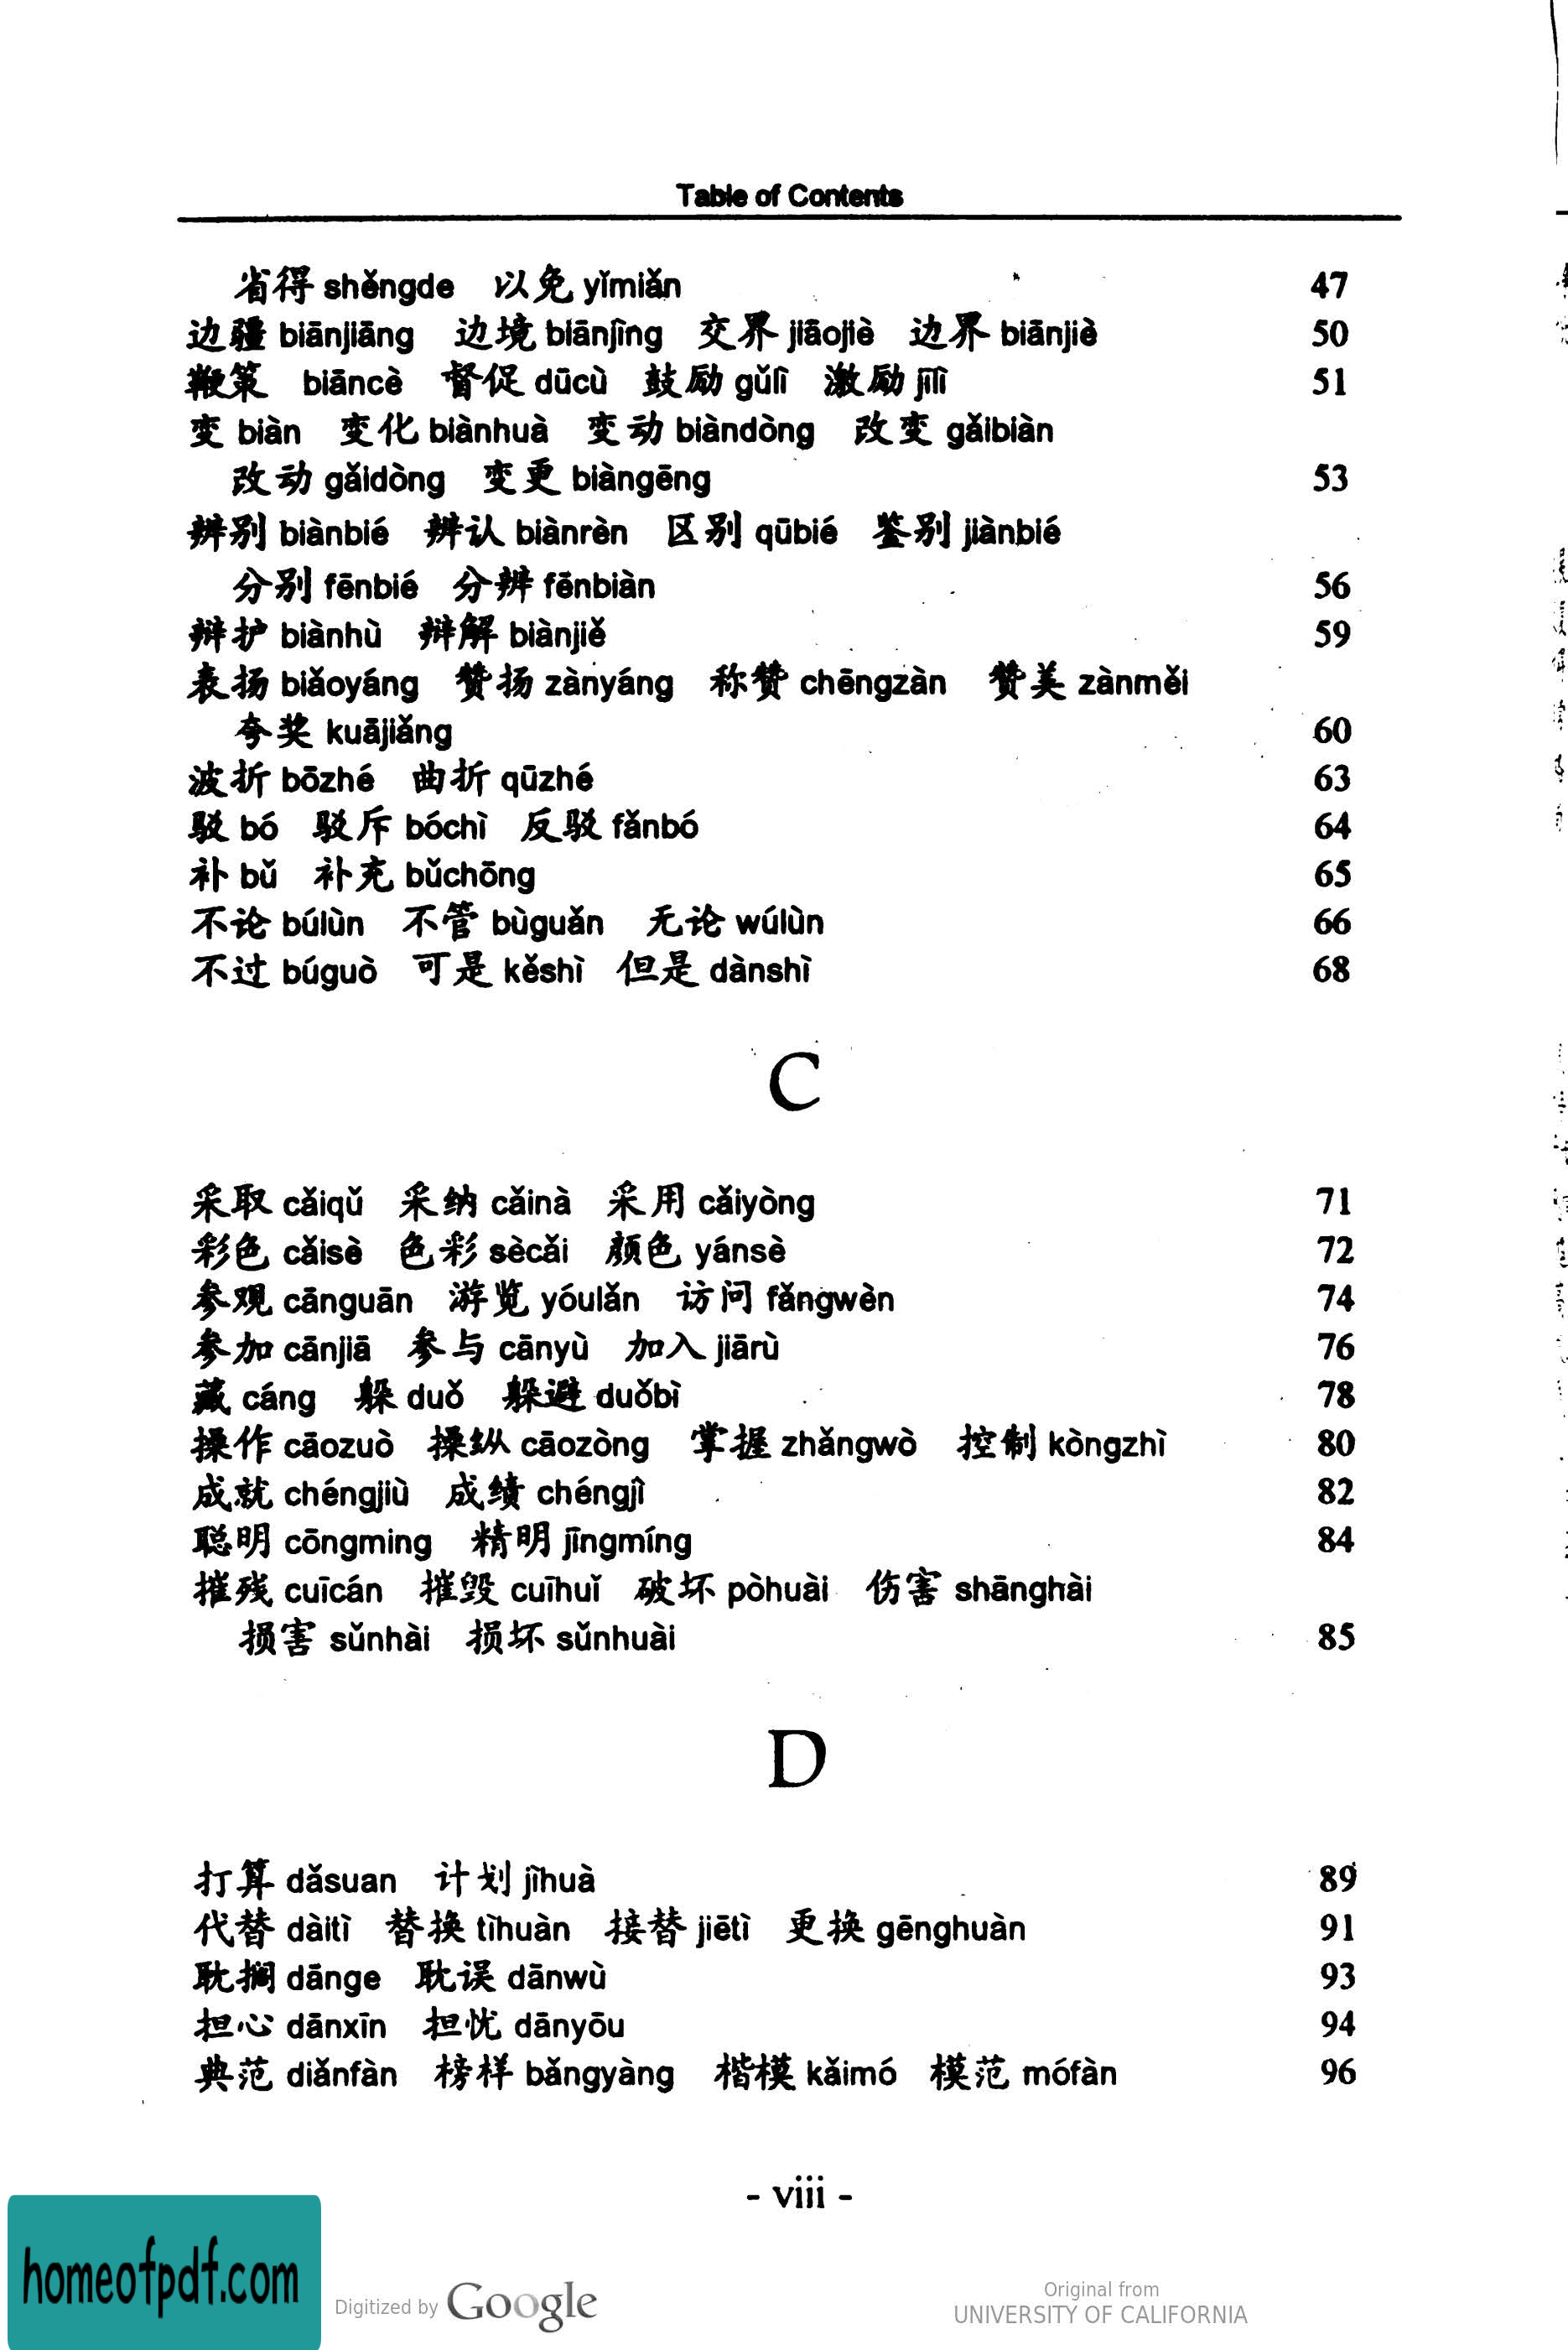 Table of Contents
省得 shěngde 以免 yǐmiǎn 47
边疆 biānjiāng 边境 biānjìng 交界 jiāojiè 边界 biānjiè 50
鞭策 biāncè 督促 dūcù 鼓励 gǔlì 激励 jīlì 51
变 biàn 变化 biànhuà 变动 biàndòng 改变 gǎibiàn
改动 gǎidòng 变更 biàngēng 53
辨别 biànbié 辨认 biànrèn 区别 qūbié 鉴别 jiànbié
分别 fēnbié 分辨 fēnbiàn 56
辩护 biànhù 辩解 biànjiě 59
表扬 biǎoyáng 赞扬 zànyáng 称赞 chēngzàn 赞美 zànměi
夸奖 kuājiǎng 60
波折 bōzhé 曲折 qūzhé 63
驳 bó 驳斥 bóchì 反驳 fǎnbó 64
补 bǔ 补充 bǔchōng 65
不论 búlùn 不管 bùguǎn 无论 wúlùn 66
不过 búguò 可是 kěshì 但是 dànshì 68
C
采取 cǎiqǔ 采纳 cǎinà 采用 cǎiyòng 71
彩色 cǎisè 色彩 sècǎi 颜色 yánsè 72
参观 cānguān 游览 yóulǎn 访问 fǎngwèn 74
参加 cānjiā 参与 cānyù 加入 jiārù 76
藏 cáng 躲 duǒ 躲避 duǒbì 78
操作 cāozuò 操纵 cāozòng 掌握 zhǎngwò 控制 kòngzhì 80
成就 chéngjiù 成绩 chéngjì 82
聪明 cōngming 精明 jīngmíng 84
摧残 cuīcán 摧毁 cuīhuǐ 破坏 pòhuài 伤害 shānghài
损害 sǔnhài 损坏 sǔnhuài 85
D
打算 dǎsuan 计划 jìhuà 89
代替 dàitì 替换 tìhuàn 接替 jiētì 更换 gēnghuàn 91
耽搁 dānge 耽误 dānwù 93
担心 dānxīn 担忧 dānyōu 94
典范 diǎnfàn 榜样 bǎngyàng 楷模 kǎimó 模范 mófàn 96
- viii -
homeofpdf.com
Digitized by Google
Original from
UNIVERSITY OF CALIFORNIA